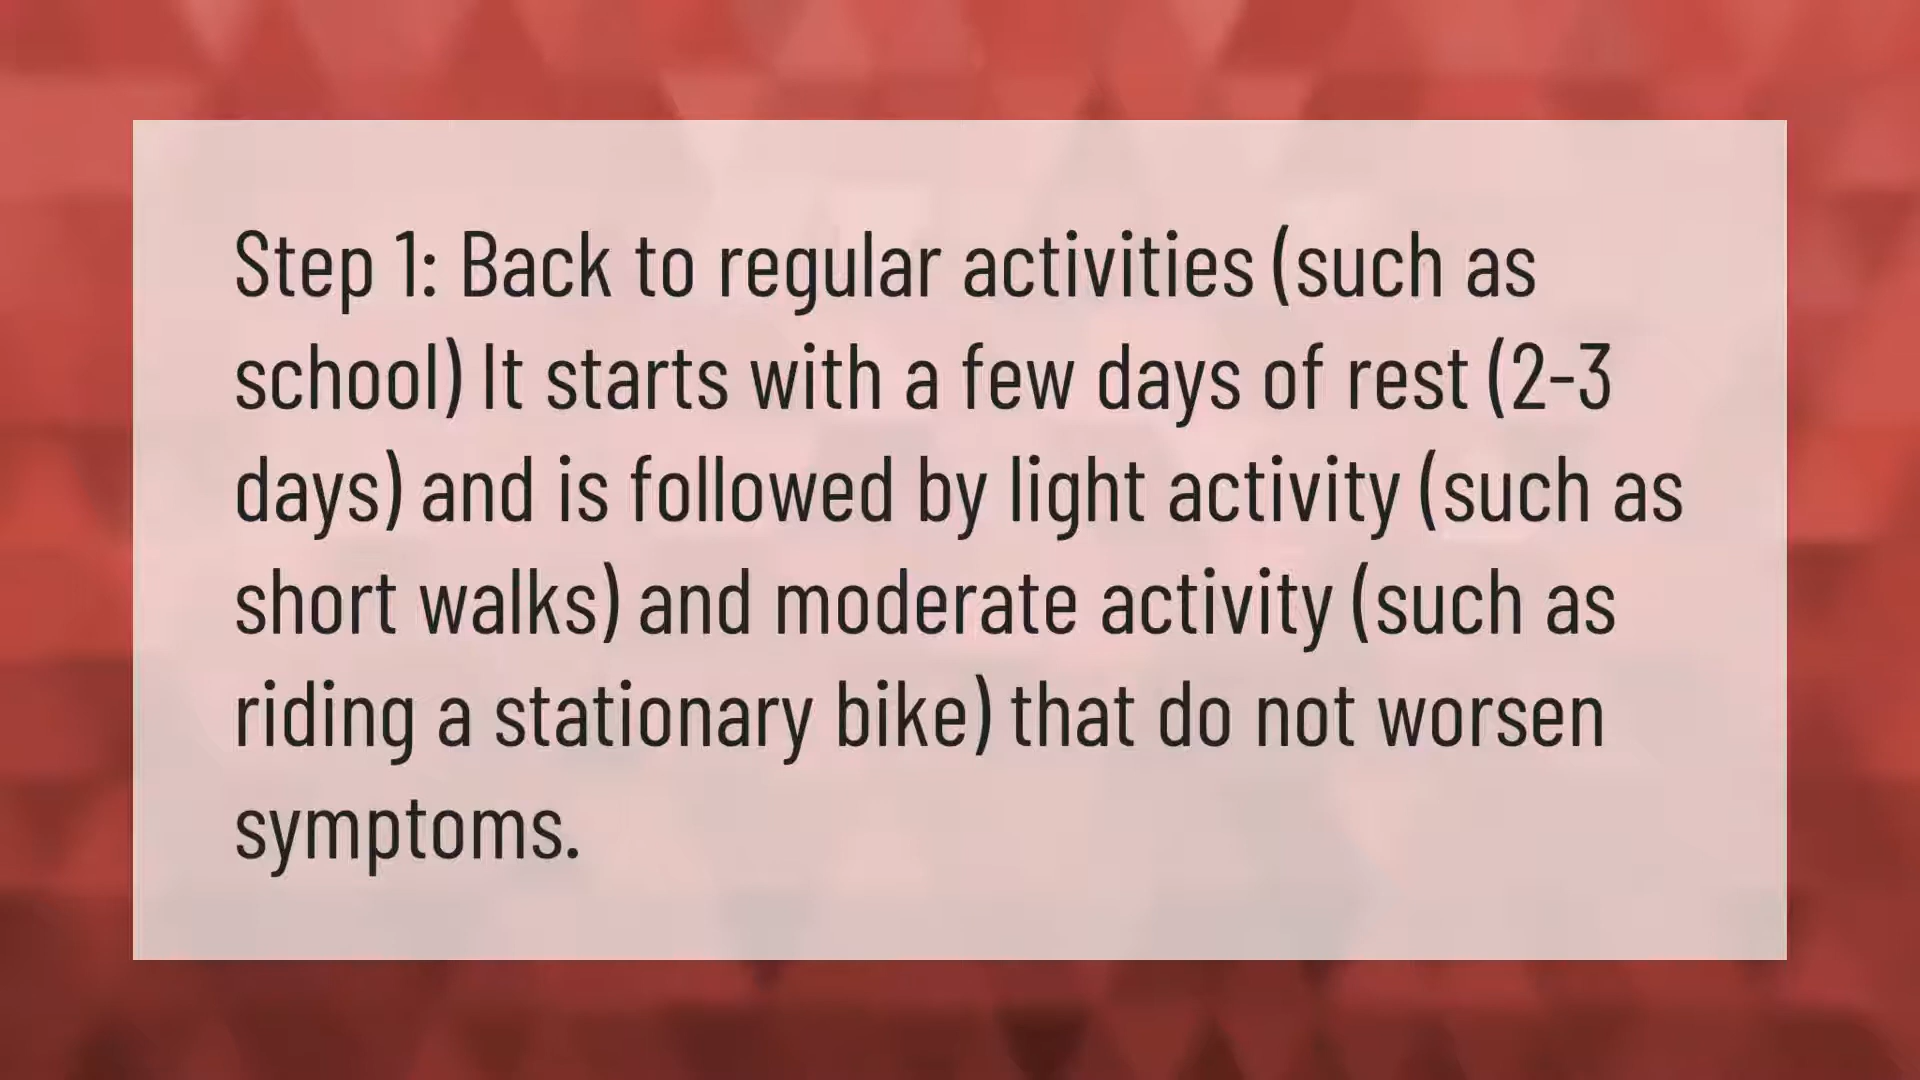 Step 1: Back to regular activities (such as
school) It starts with a few days of rest (2-3
days) and is followed by light activity (such as
short walks) and moderate activity (such as
riding a stationary bike) that do not worsen
symptoms.